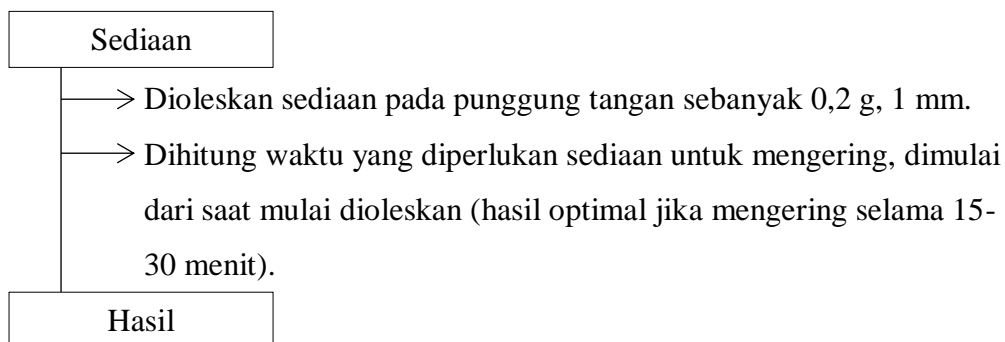 Sediaan
Dioleskan sediaan pada punggung tangan sebanyak 0,2 g, 1 mm.
Dihitung waktu yang diperlukan sediaan untuk mengering, dimulai
dari saat mulai dioleskan (hasil optimal jika mengering selama 15-
30 menit).
Hasil